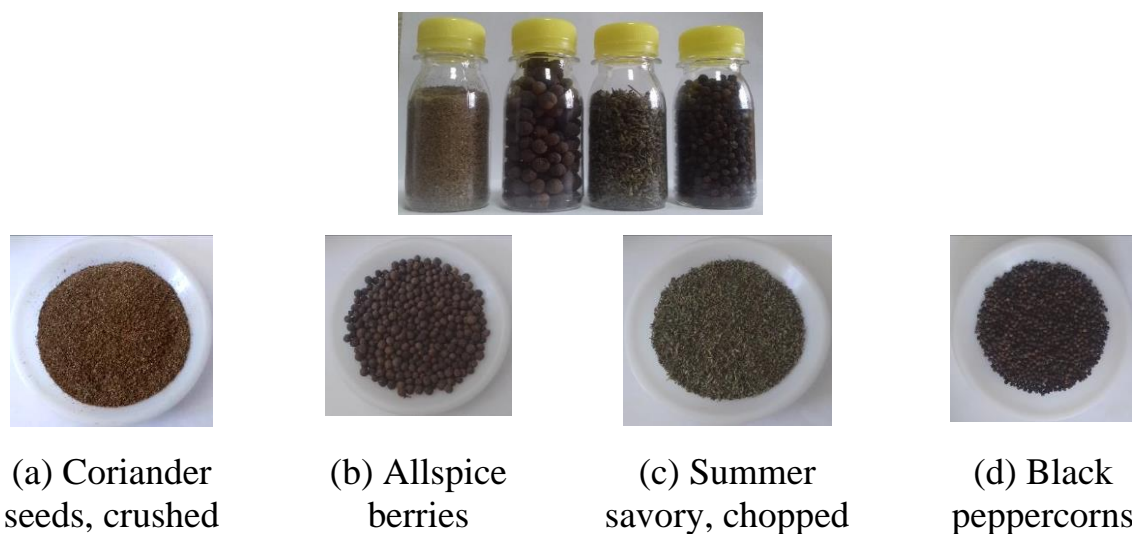 (a) Coriander
seeds, crushed
(b) Allspice
berries
(c) Summer
savory, chopped
(d) Black
peppercorns